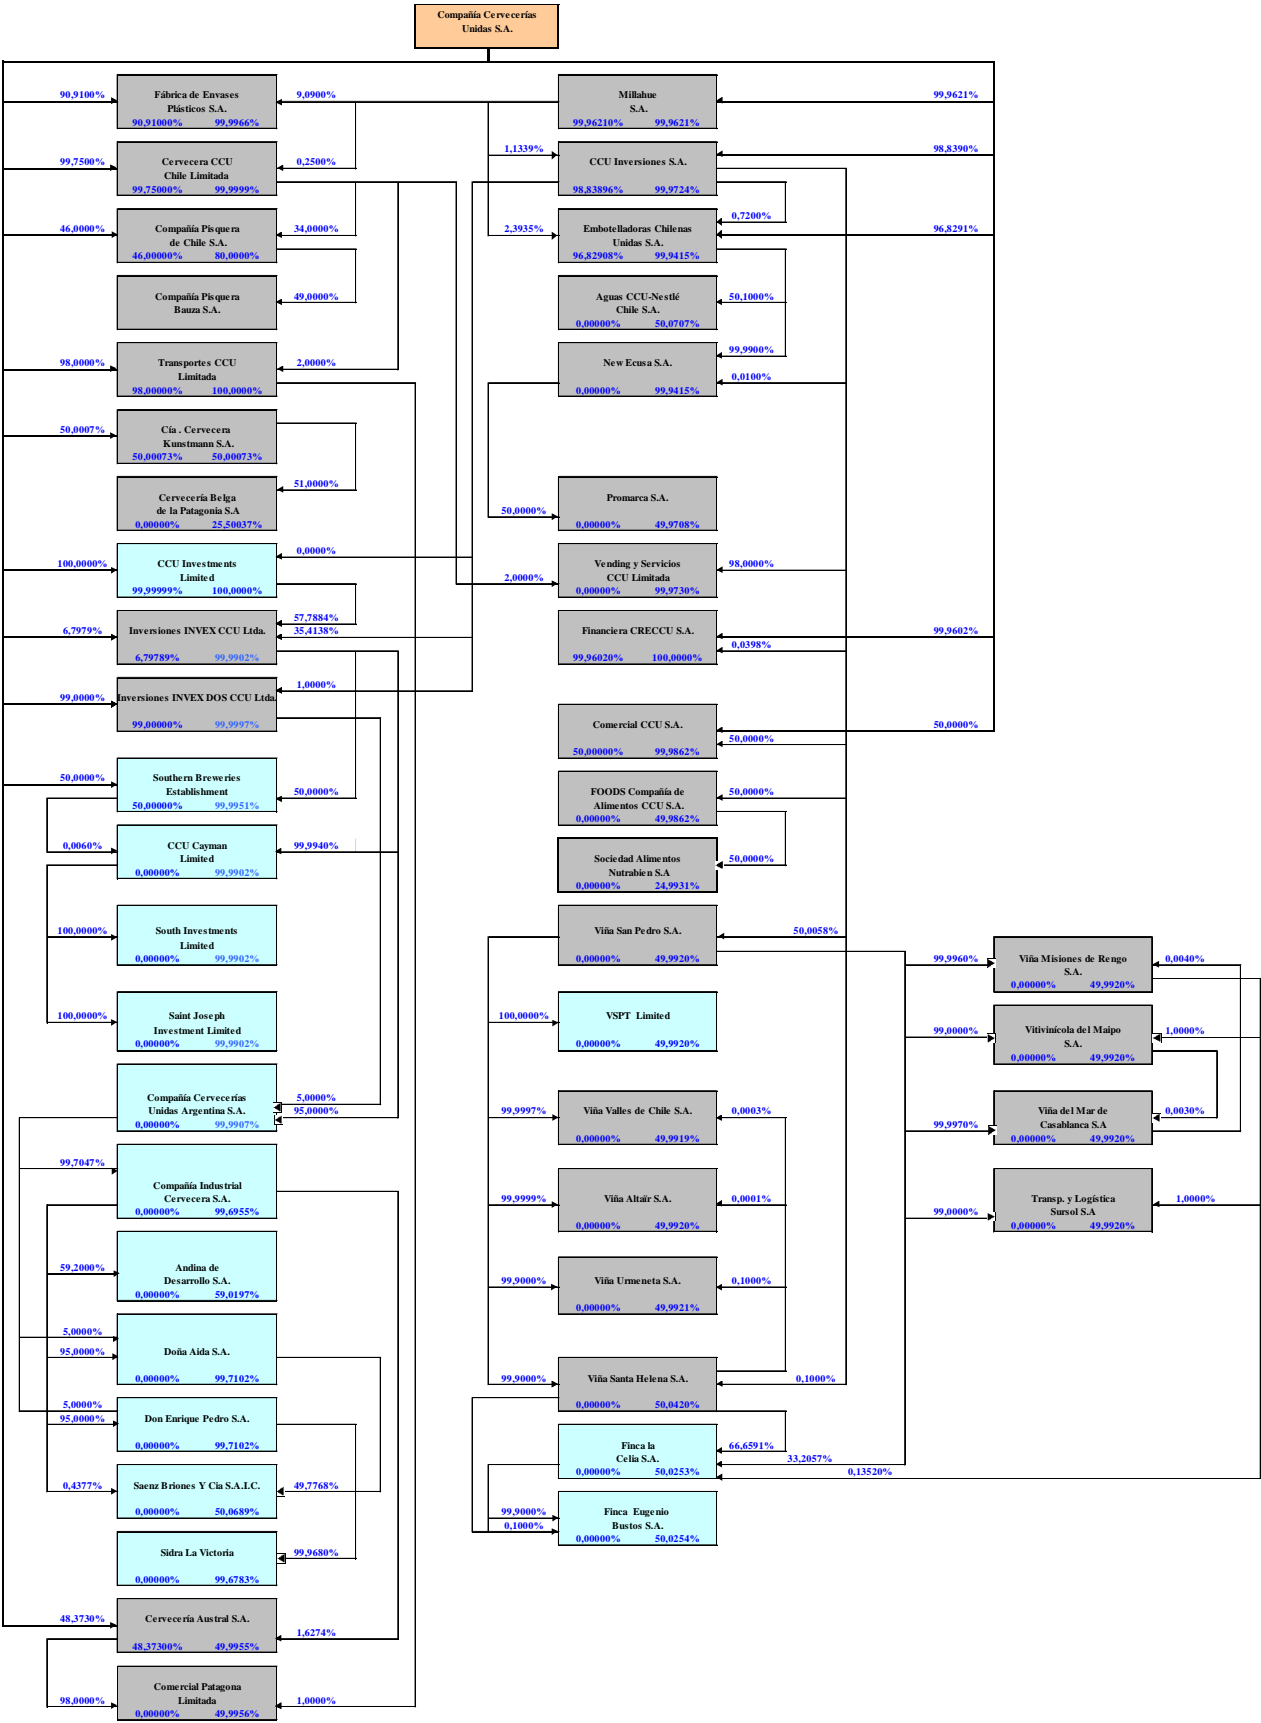 Compañía Cervecerías
Unidas S.A.
90,9100%
Fábrica de Envases
Plásticos S.A.
90,91000% 99,9966%
9,0900%
Millahue
S.A.
99,96210% 99,9621%
99,9621%
99,7500%
Cervecera CCU
Chile Limitada
99,75000% 99,9999%
0,2500%
1,1339%
CCU Inversiones S.A.
98,83896% 99,9724%
98,8390%
46,0000%
Compañía Pisquera
de Chile S.A.
46,00000% 80,0000%
34,0000%
2,3935%
Embotelladoras Chilenas
Unidas S.A.
96,82908% 99,9415%
0,7200%
96,8291%
Compañía Pisquera
Bauza S.A.
49,0000%
Aguas CCU-Nestlé
Chile S.A.
0,00000% 50,0707%
50,1000%
98,0000%
Transportes CCU
Limitada
98,00000% 100,0000%
2,0000%
New Ecusa S.A.
0,00000% 99,9415%
99,9900%
0,0100%
50,0007%
Cía . Cervecera
Kunstmann S.A.
50,00073% 50,00073%
Cervecería Belga
de la Patagonia S.A
0,00000% 25,50037%
51,0000%
50,0000%
Promarca S.A.
0,00000% 49,9708%
100,0000%
CCU Investments
Limited
99,99999% 100,0000%
0,0000%
2,0000%
Vending y Servicios
CCU Limitada
0,00000% 99,9730%
98,0000%
6,7979%
Inversiones INVEX CCU Ltda.
6,79789% 99,9902%
57,7884%
35,4138%
Financiera CRECCU S.A.
99,96020% 100,0000%
99,9602%
0,0398%
99,0000%
Inversiones INVEX DOS CCU Ltda.
99,00000% 99,9997%
1,0000%
Comercial CCU S.A.
50,00000% 99,9862%
50,0000%
50,0000%
50,0000%
Southern Breweries
Establishment
50,00000% 99,9951%
50,0000%
FOODS Compañía de
Alimentos CCU S.A.
0,00000% 49,9862%
50,0000%
0,0060%
CCU Cayman
Limited
0,00000% 99,9902%
99,9940%
Sociedad Alimentos
Nutrabien S.A
0,00000% 24,9931%
50,0000%
100,0000%
South Investments
Limited
0,00000% 99,9902%
Viña San Pedro S.A.
0,00000% 49,9920%
50,0058%
99,9960%
Viña Misiones de Rengo
S.A.
0,00000% 49,9920%
0,0040%
100,0000%
Saint Joseph
Investment Limited
0,00000% 99,9902%
100,0000%
VSPT Limited
0,00000% 49,9920%
99,0000%
Vitivinícola del Maipo
S.A.
0,00000% 49,9920%
1,0000%
Compañía Cervecerías
Unidas Argentina S.A.
0,00000% 99,9907%
5,0000%
95,0000%
99,9997%
Viña Valles de Chile S.A.
0,00000% 49,9919%
0,0003%
99,9970%
Viña del Mar de
Casablanca S.A
0,00000% 49,9920%
0,0030%
99,7047%
Compañía Industrial
Cervecera S.A.
0,00000% 99,6955%
99,9999%
Viña Altaïr S.A.
0,00000% 49,9920%
0,0001%
99,0000%
Transp. y Logística
Sursol S.A
0,00000% 49,9920%
1,0000%
59,2000%
Andina de
Desarrollo S.A.
0,00000% 59,0197%
99,9000%
Viña Urmeneta S.A.
0,00000% 49,9921%
0,1000%
5,0000%
95,0000%
Doña Aida S.A.
0,00000% 99,7102%
99,9000%
Viña Santa Helena S.A.
0,00000% 50,0420%
0,1000%
5,0000%
95,0000%
Don Enrique Pedro S.A.
0,00000% 99,7102%
Finca la
Celia S.A.
0,00000% 50,0253%
66,6591%
33,2057%
0,13520%
0,4377%
Saenz Briones Y Cia S.A.I.C.
0,00000% 50,0689%
49,7768%
99,9000%
0,1000%
Finca Eugenio
Bustos S.A.
0,00000% 50,0254%
Sidra La Victoria
0,00000% 99,6783%
99,9680%
48,3730%
Cervecería Austral S.A.
48,37300% 49,9955%
1,6274%
98,0000%
Comercial Patagona
Limitada
0,00000% 49,9956%
1,0000%